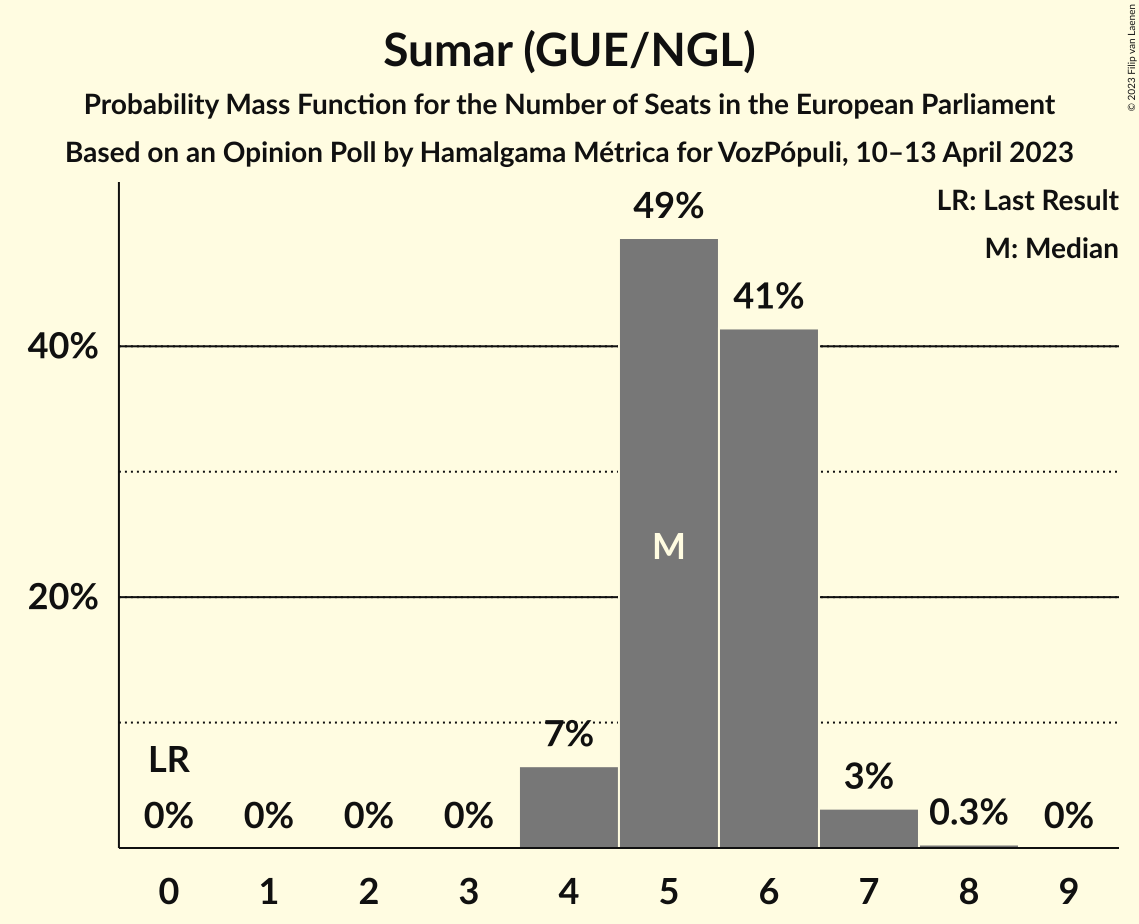 Sumar (GUE/NGL)
Probability Mass Function for the Number of Seats in the European Parliament
Based on an Opinion Poll by Hamalgama Métrica for VozPópuli, 10–13 April 2023
© 2023 Filip van Laenen
LR: Last Result
M: Median
49%
41%
40%
M
20%
7%
LR
3%
0% 0% 0% 0% 0.3% 0%
0 1 2 3 4 5 6 7 8 9